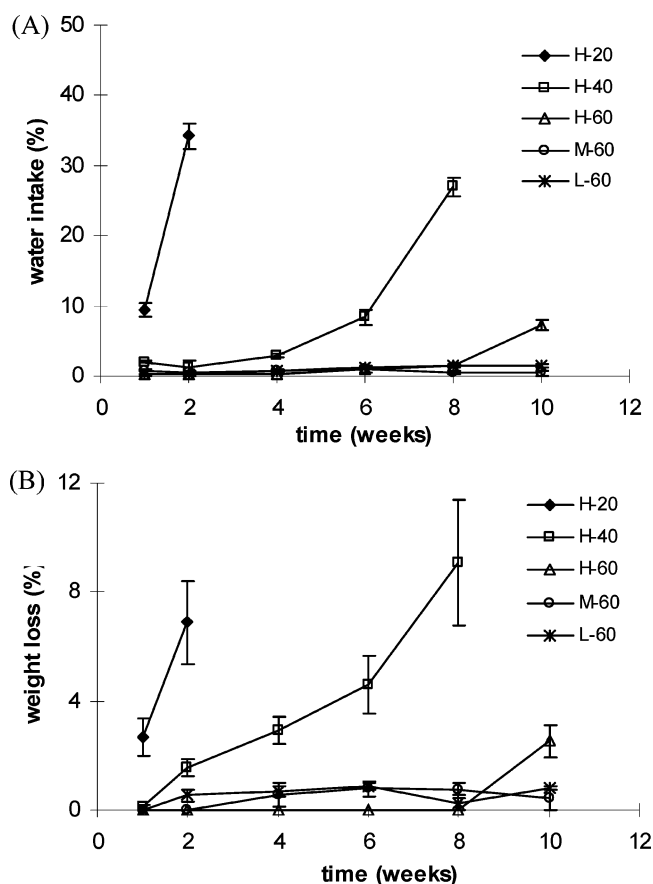 (A)
50
40
30
20
10
0
water intake (%)
H-20
H-40
H-60
M-60
L-60
0 2 4 6 8 10 12
time (weeks)
(B)
12
8
4
0
weight loss (%)
H-20
H-40
H-60
M-60
L-60
0 2 4 6 8 10 12
time (weeks)